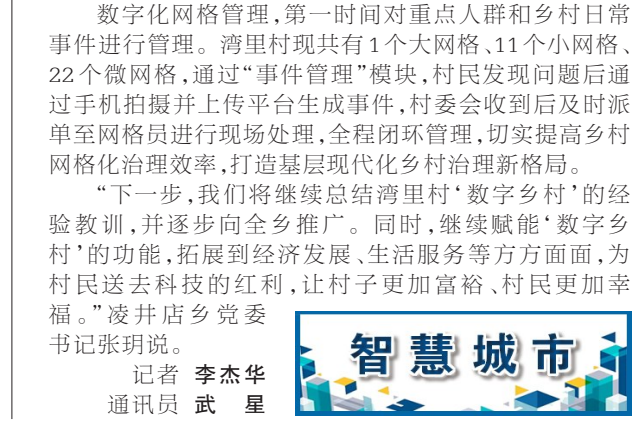 数字化网格管理,第一时间对重点人群和乡村日常
事件进行管理。湾里村现共有1个大网格、11个小网格、
22个微网格,通过“事件管理”模块,村民发现问题后通
过手机拍摄并上传平台生成事件,村委会收到后及时派
单至网格员进行现场处理,全程闭环管理,切实提高乡村
网格化治理效率,打造基层现代化乡村治理新格局。
“下一步,我们将继续总结湾里村‘数字乡村’的经
验教训,并逐步向全乡推广。同时,继续赋能‘数字乡
村’的功能,拓展到经济发展、生活服务等方方面面,为
村民送去科技的红利,让村子更加富裕、村民更加幸
福。”凌井店乡党委
书记张玥说。
记者 李杰华
通讯员 武 星
智慧城市